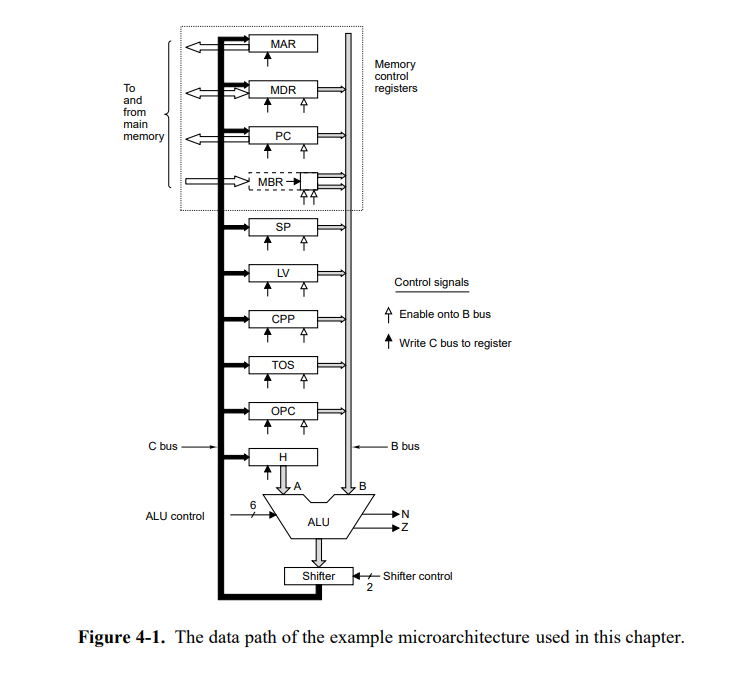 MAR
Memory
control
registers
To
and
from
main
memory
MDR
PC
MBR
SP
LV
Control signals
CPP
Enable onto B bus
Write C bus to register
TOS
OPC
C bus
B bus
H
A
B
6
ALU control
ALU
N
Z
Shifter
Shifter control
2
Figure 4-1. The data path of the example microarchitecture used in this chapter.